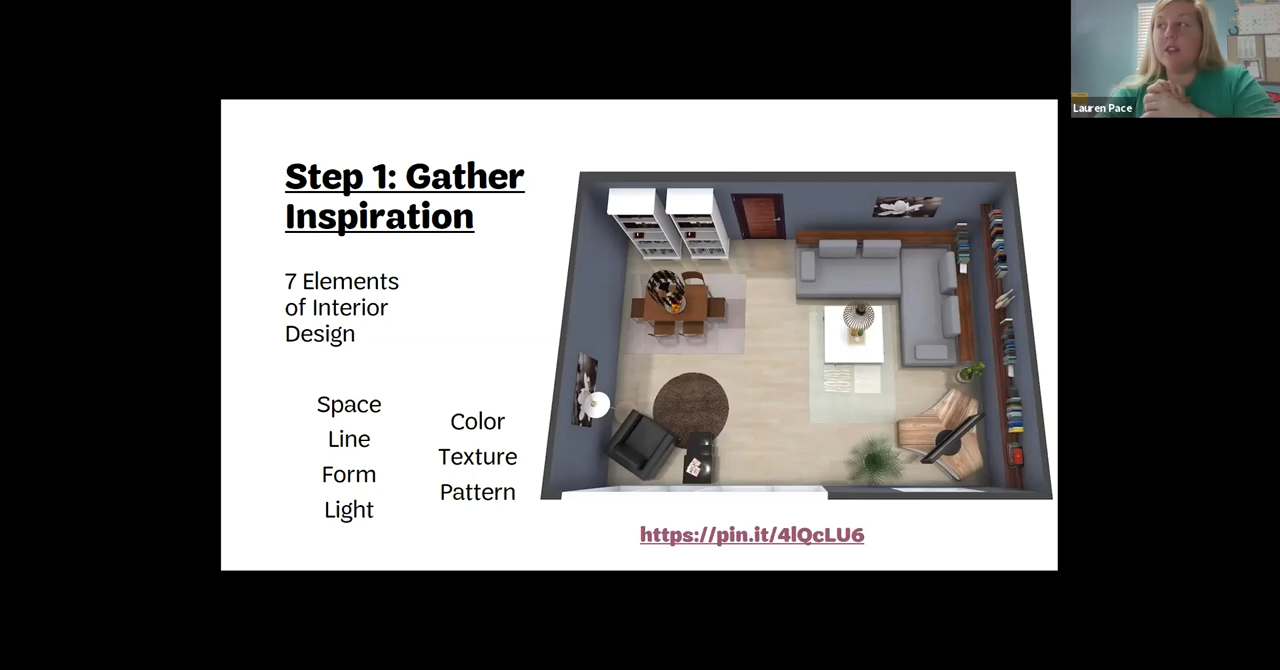 Step 1: Gather
Inspiration
7 Elements
of Interior
Design
Space
Line
Form
Light
Color
Texture
Pattern
https://pin.it/4lQcLU6
Lauren Pace